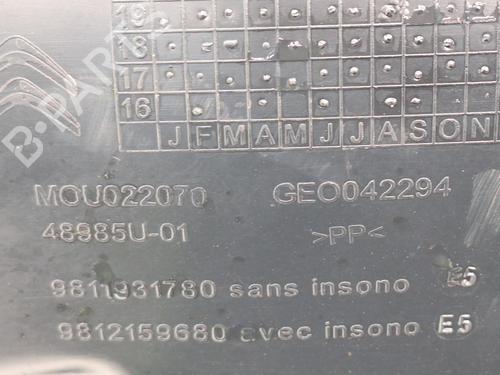 19
18
17
16
J F M A M J J A S O N
MOU022070 GEO042294
48985U-01 >PP<
9811931780 sans insono E5
9812159680 avec insono E5
B-PARTS